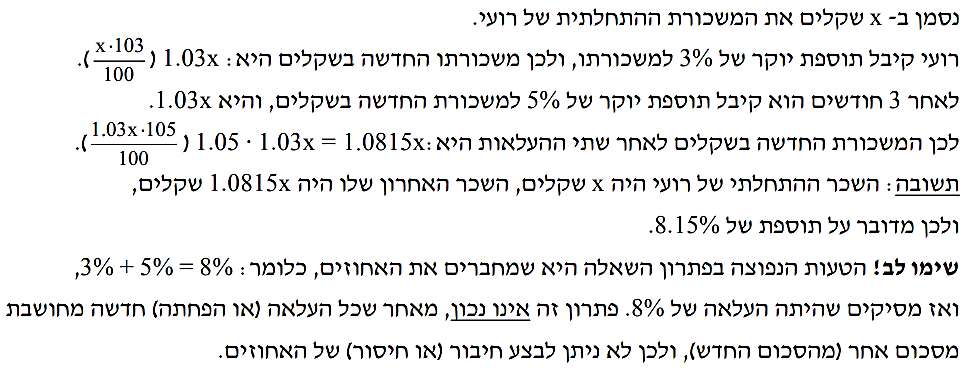 נסמן ב- x שקלים את המשכורת ההתחלתית של רועי.
רועי קיבל תוספת יוקר של 3% למשכורתו, ולכן משכורתו החדשה בשקלים היא: 1.03x (x·103/100).
לאחר 3 חודשים הוא קיבל תוספת יוקר של 5% למשכורת החדשה בשקלים, והיא 1.03x.
לכן המשכורת החדשה בשקלים לאחר שתי ההעלאות היא: 1.05 · 1.03x = 1.0815x (1.03x·105/100).
תשובה: השכר ההתחלתי של רועי היה x שקלים, השכר האחרון שלו היה 1.0815x שקלים,
ולכן מדובר על תוספת של 8.15%.
שימו לב! הטעות הנפוצה בפתרון השאלה היא שמחברים את האחוזים, כלומר: 3% + 5% = 8%,
ואז מסיקים שהיתה העלאה של 8%. פתרון זה אינו נכון, מאחר שכל העלאה (או הפחתה) חדשה מחושבת
מסכום אחר (מהסכום החדש), ולכן לא ניתן לבצע חיבור (או חיסור) של האחוזים.